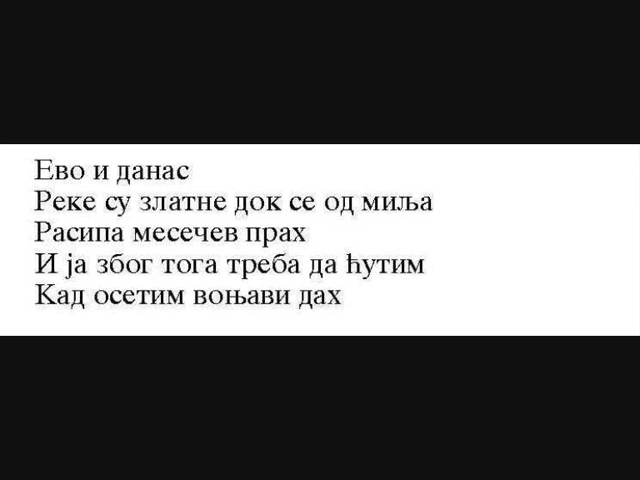 Ево и данас
Реке су златне док се од миља
Расипа месечев прах
И ја због тога треба да ћутим
Кад осетим воњави дах